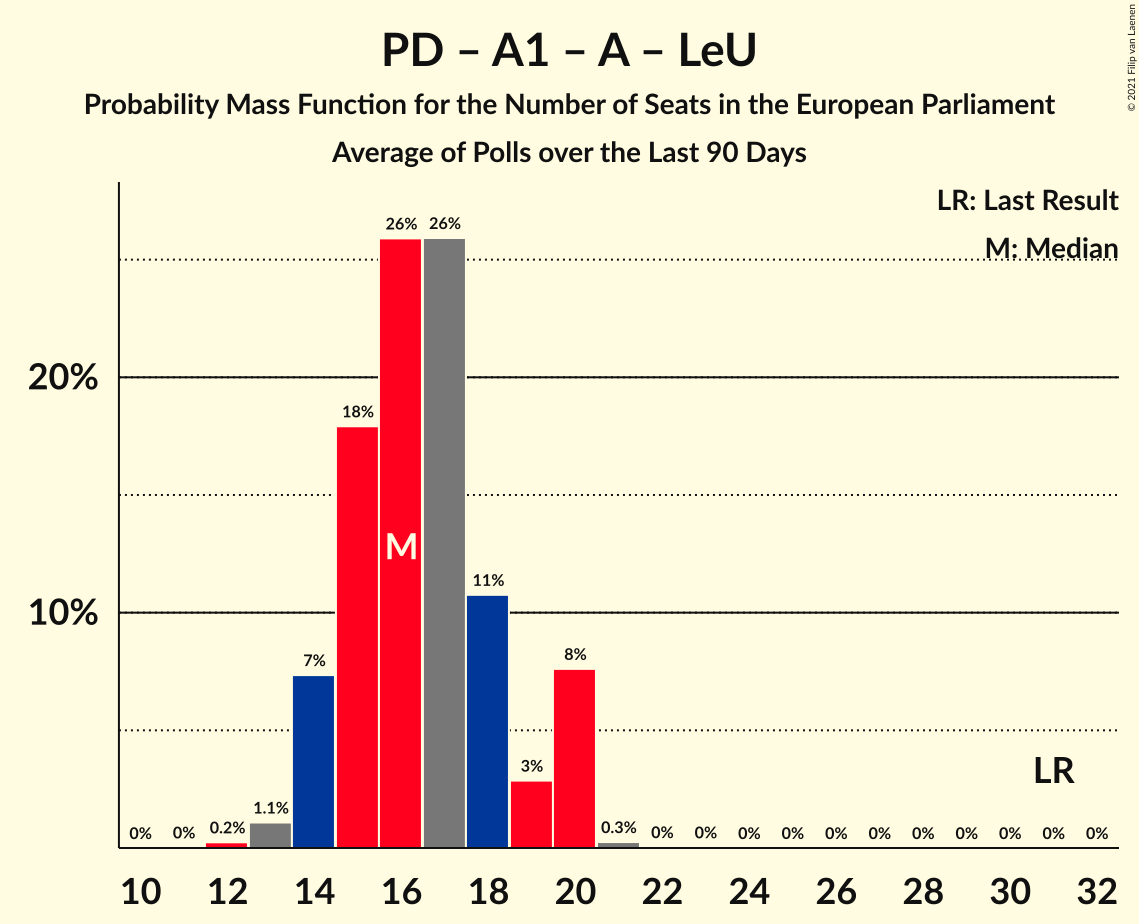 PD – A1 – A – LeU
Probability Mass Function for the Number of Seats in the European Parliament
Average of Polls over the Last 90 Days
© 2021 Filip van Laenen
LR: Last Result
M: Median
26% 26%
20%
18%
M
11%
10%
7%
8%
3%
LR
0% 0% 0.2% 1.1% 0.3% 0% 0% 0% 0% 0% 0% 0% 0% 0% 0% 0%
10 12 14 16 18 20 22 24 26 28 30 32